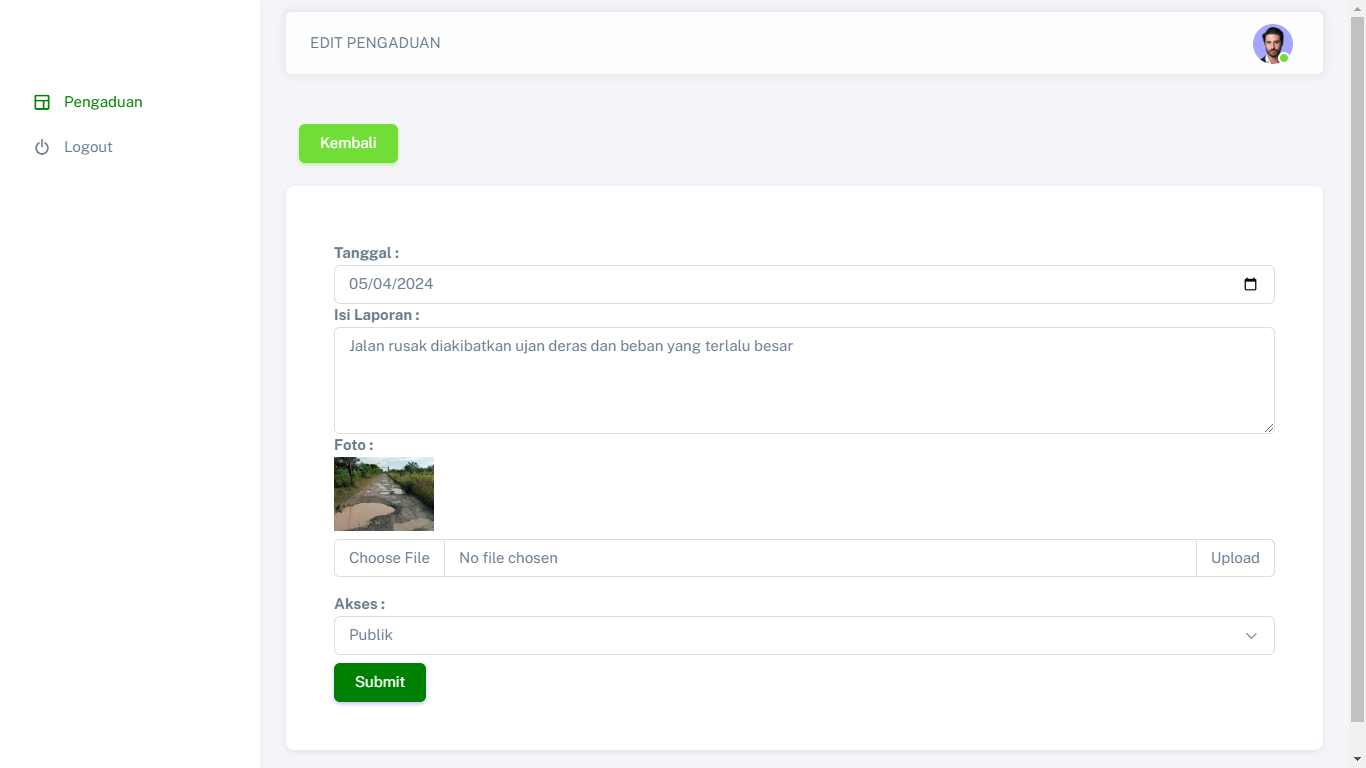 EDIT PENGADUAN
Pengaduan
Logout
Kembali
Tanggal :
05/04/2024
Isi Laporan :
Jalan rusak diakibatkan ujan deras dan beban yang terlalu besar
Foto :
Choose File No file chosen Upload
Akses :
Publik
Submit